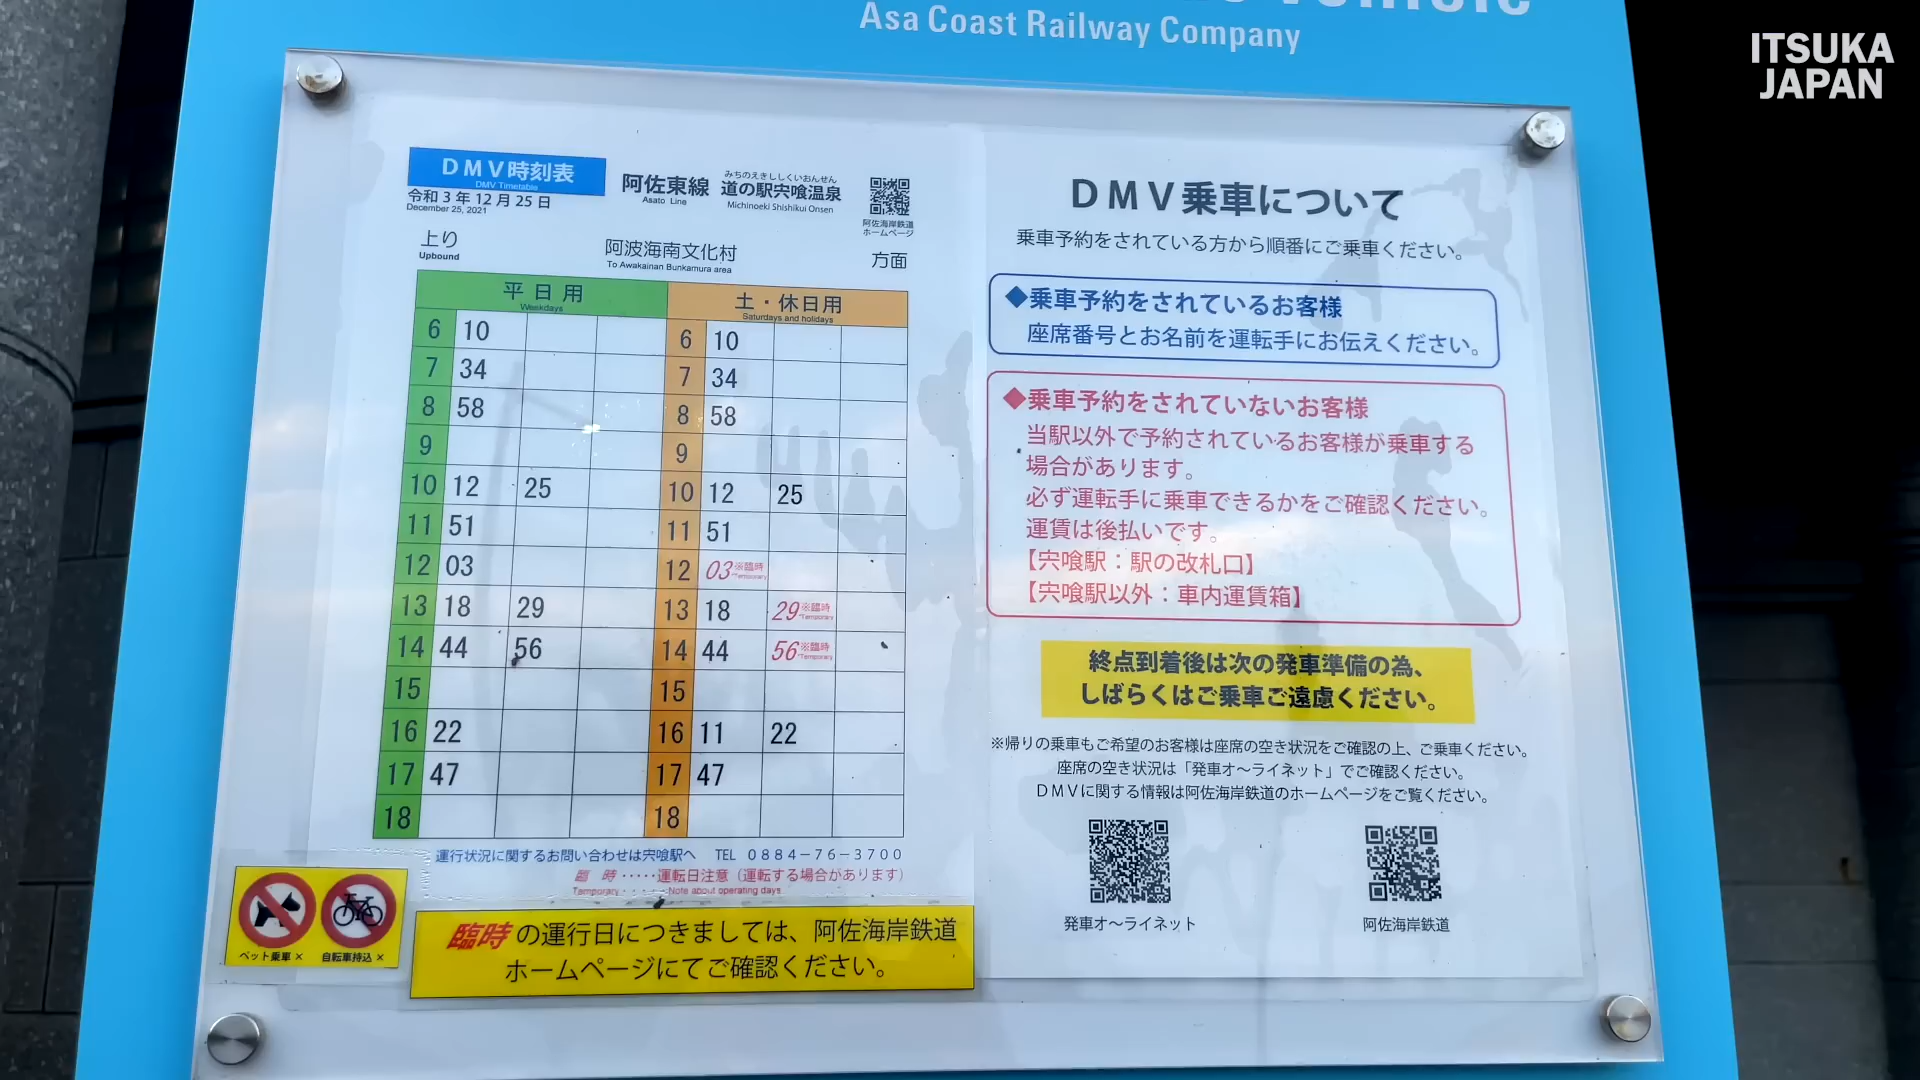 Asa Coast Railway Company
ITSUKA
JAPAN
DMV時刻表
DMV Timetable
令和3年12月25日
December 25, 2021
阿佐東線
Asato Line
みちのえきししくいおんせん
道の駅宍喰温泉
Michinoeki Shishikui Onsen
阿佐海岸鉄道
ホームページ
上り
Upbound
阿波海南文化村
To Awakainan Bunkamura area
方面
平日用
Weekdays
土・休日用
Saturdays and holidays
6 10 6 10
7 34 7 34
8 58 8 58
9 9
10 12 25 10 12 25
11 51 11 51
12 03 12 03 ※臨時 *Temporary
13 18 29 13 18 29 ※臨時 *Temporary
14 44 56 14 44 56 ※臨時 *Temporary
15 15
16 22 16 11 22
17 47 17 47
18 18
運行状況に関するお問い合わせは宍喰駅へ TEL 0884-76-3700
臨時・・・・・運転日注意(運転する場合があります)
Temporary・・・・・Note about operating days
ペット乗車× 自転車持込×
臨時の運行日につきましては、阿佐海岸鉄道
ホームページにてご確認ください。
DMV乗車について
乗車予約をされている方から順番にご乗車ください。
◆乗車予約をされているお客様
座席番号とお名前を運転手にお伝えください。
◆乗車予約をされていないお客様
当駅以外で予約されているお客様が乗車する
場合があります。
必ず運転手に乗車できるかをご確認ください。
運賃は後払いです。
【宍喰駅:駅の改札口】
【宍喰駅以外:車内運賃箱】
終点到着後は次の発車準備の為、
しばらくはご乗車ご遠慮ください。
※帰りの乗車もご希望のお客様は座席の空き状況をご確認の上、ご乗車ください。
座席の空き状況は「発車オ~ライネット」でご確認ください。
DMVに関する情報は阿佐海岸鉄道のホームページをご覧ください。
発車オ~ライネット
阿佐海岸鉄道